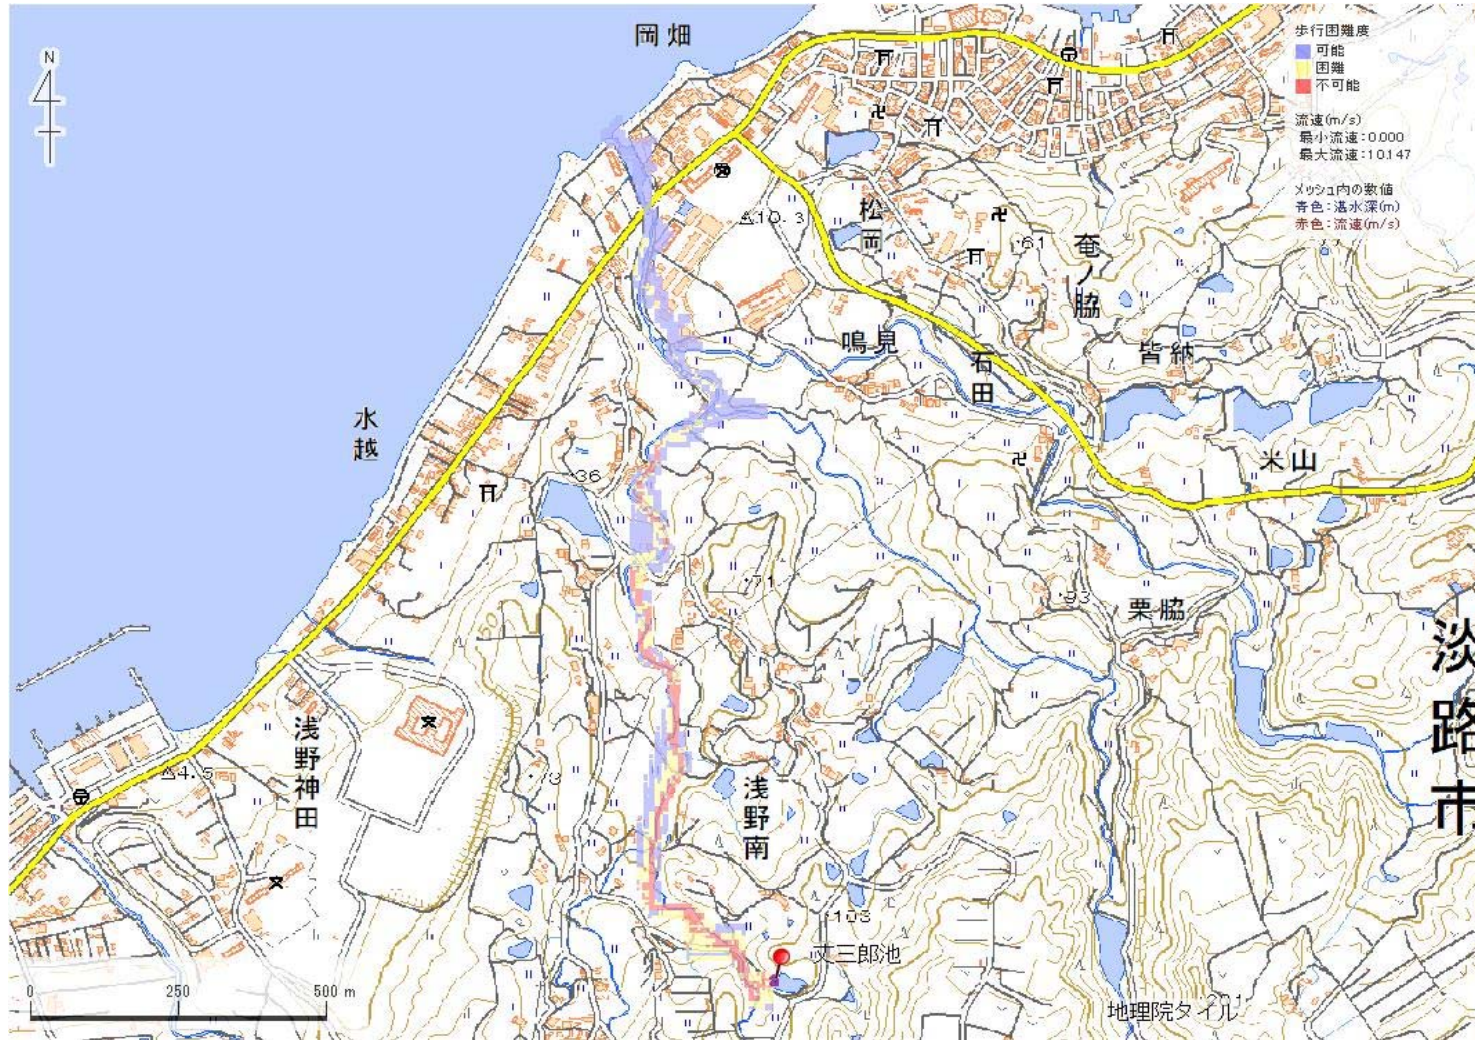 岡畑
N
歩行困難度
可能
困難
不可能
流速(m/s)
最小流速:0.000
最大流速:10.147
メッシュ内の数値
青色:湛水深(m)
赤色:流速(m/s)
10.3
松岡
61
奄ノ脇
鳴見
石田
皆納
水越
36
米山
71
93
栗脇
淡路市
浅野神田
4.5
73
浅野南
103
三郎池
0
250
500 m
201
地理院タイル